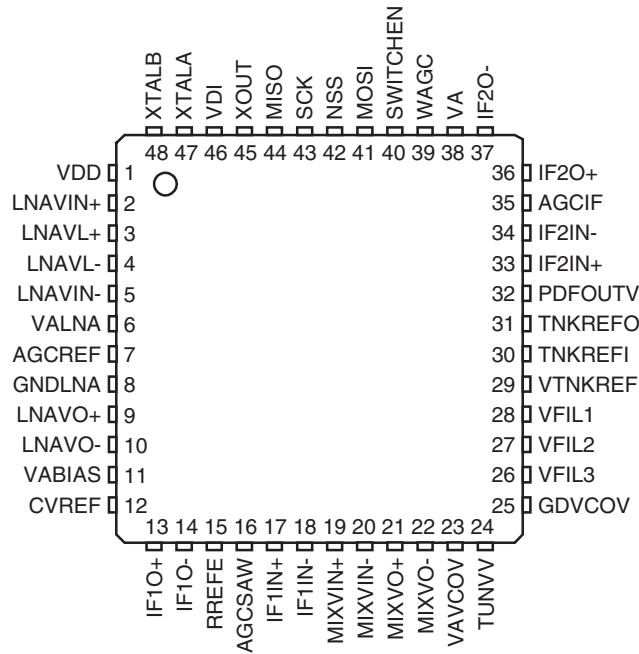 XTALB
XTALA
VDI
XOUT
MISO
SCK
NSS
MOSI
SWITCHEN
WAGC
VA
IF2O-
48 47 46 45 44 43 42 41 40 39 38 37
VDD 1
LNAVIN+ 2
LNAVL+ 3
LNAVL- 4
LNAVIN- 5
VALNA 6
AGCREF 7
GNDLNA 8
LNAVO+ 9
LNAVO- 10
VABIAS 11
CVREF 12
36 IF2O+
35 AGCIF
34 IF2IN-
33 IF2IN+
32 PDFOUTV
31 TNKREFO
30 TNKREFI
29 VTNKREF
28 VFIL1
27 VFIL2
26 VFIL3
25 GDVCOV
13 14 15 16 17 18 19 20 21 22 23 24
IF1O+
IF1O-
RREFE
AGCSAW
IF1IN+
IF1IN-
MIXVIN+
MIXVIN-
MIXVO+
MIXVO-
VAVCOV
TUNVV